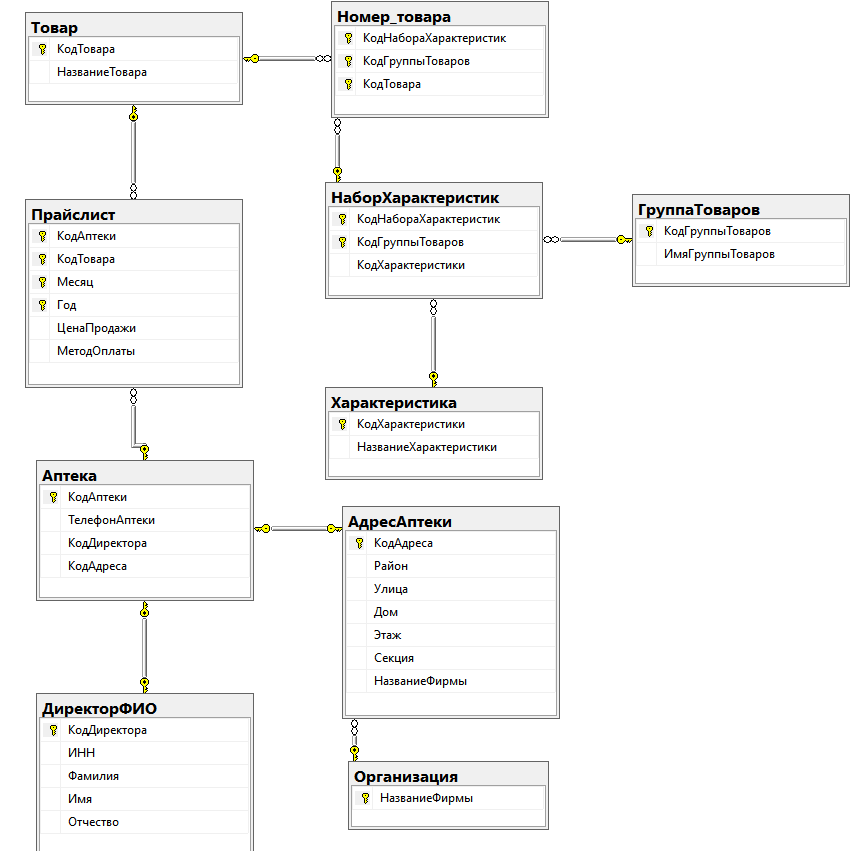 Товар
КодТовара
НазваниеТовара
Номер_товара
КодНабораХарактеристик
КодГруппыТоваров
КодТовара
Прайслист
КодАптеки
КодТовара
Месяц
Год
ЦенаПродажи
МетодОплаты
НаборХарактеристик
КодНабораХарактеристик
КодГруппыТоваров
КодХарактеристики
ГруппаТоваров
КодГруппыТоваров
ИмяГруппыТоваров
Характеристика
КодХарактеристики
НазваниеХарактеристики
Аптека
КодАптеки
ТелефонАптеки
КодДиректора
КодАдреса
АдресАптеки
КодАдреса
Район
Улица
Дом
Этаж
Секция
НазваниеФирмы
ДиректорФИО
КодДиректора
ИНН
Фамилия
Имя
Отчество
Организация
НазваниеФирмы